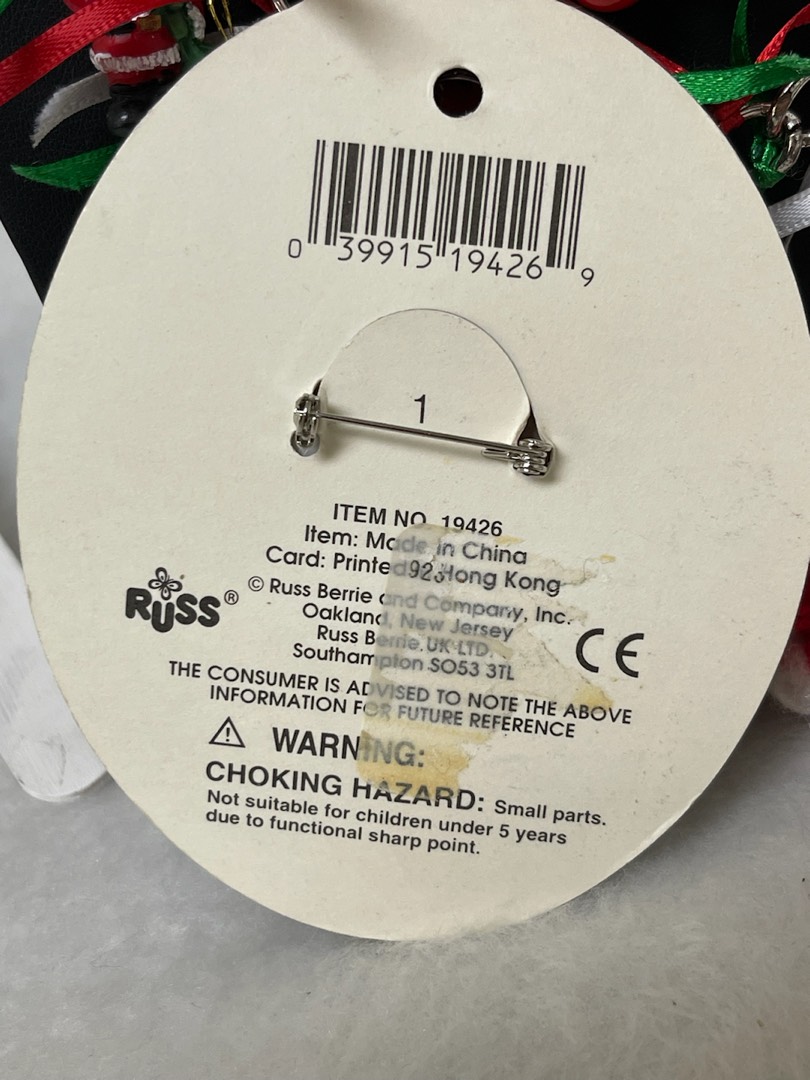 0 39915 19426 9
1
ITEM NO. 19426
Item: Made in China
Card: Printed in Hong Kong
RUSS®
© Russ Berrie and Company, Inc.
Oakland, New Jersey
Russ Berrie UK LTD.
Southampton SO53 3TL
CE
THE CONSUMER IS ADVISED TO NOTE THE ABOVE
INFORMATION FOR FUTURE REFERENCE
WARNING:
CHOKING HAZARD: Small parts.
Not suitable for children under 5 years
due to functional sharp point.